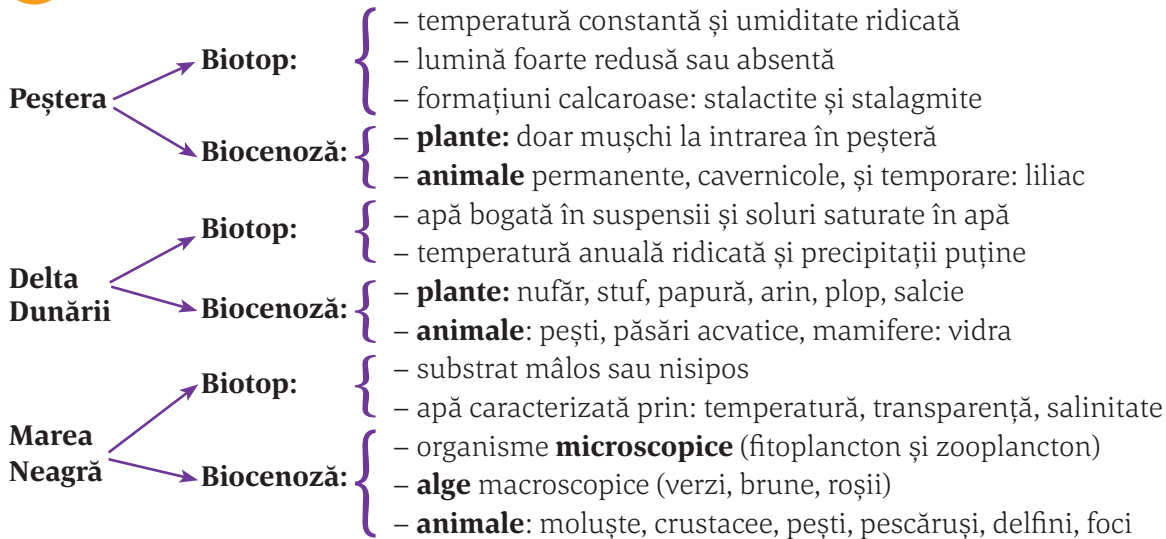 – temperatură constantă și umiditate ridicată
Biotop:
– lumină foarte redusă sau absentă
Peștera
– formațiuni calcaroase: stalactite și stalagmite
– plante: doar mușchi la intrarea în peșteră
Biocenoză:
– animale permanente, cavernicole, și temporare: liliac
– apă bogată în suspensii și soluri saturate în apă
Biotop:
– temperatură anuală ridicată și precipitații puține
Delta
Dunării
– plante: nufăr, stuf, papură, arin, plop, salcie
Biocenoză:
– animale: pești, păsări acvatice, mamifere: vidra
– substrat mâlos sau nisipos
Biotop:
– apă caracterizată prin: temperatură, transparență, salinitate
Marea
Neagră
– organisme microscopice (fitoplancton și zooplancton)
Biocenoză:
– alge macroscopice (verzi, brune, roșii)
– animale: moluște, crustacee, pești, pescăruși, delfini, foci